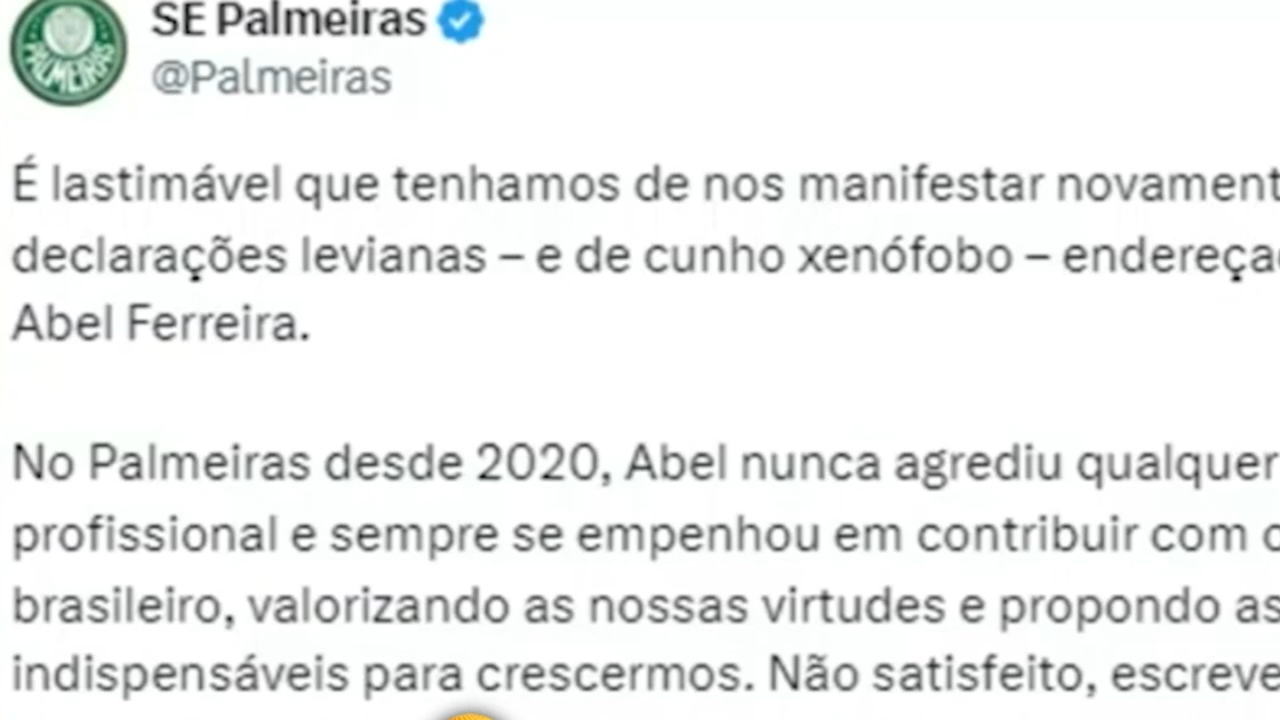 SE Palmeiras
@Palmeiras
PALMEIRAS
É lastimável que tenhamos de nos manifestar novament
declarações levianas – e de cunho xenófobo – endereça
Abel Ferreira.
No Palmeiras desde 2020, Abel nunca agrediu qualquer
profissional e sempre se empenhou em contribuir com
brasileiro, valorizando as nossas virtudes e propondo as
indispensáveis para crescermos. Não satisfeito, escreve